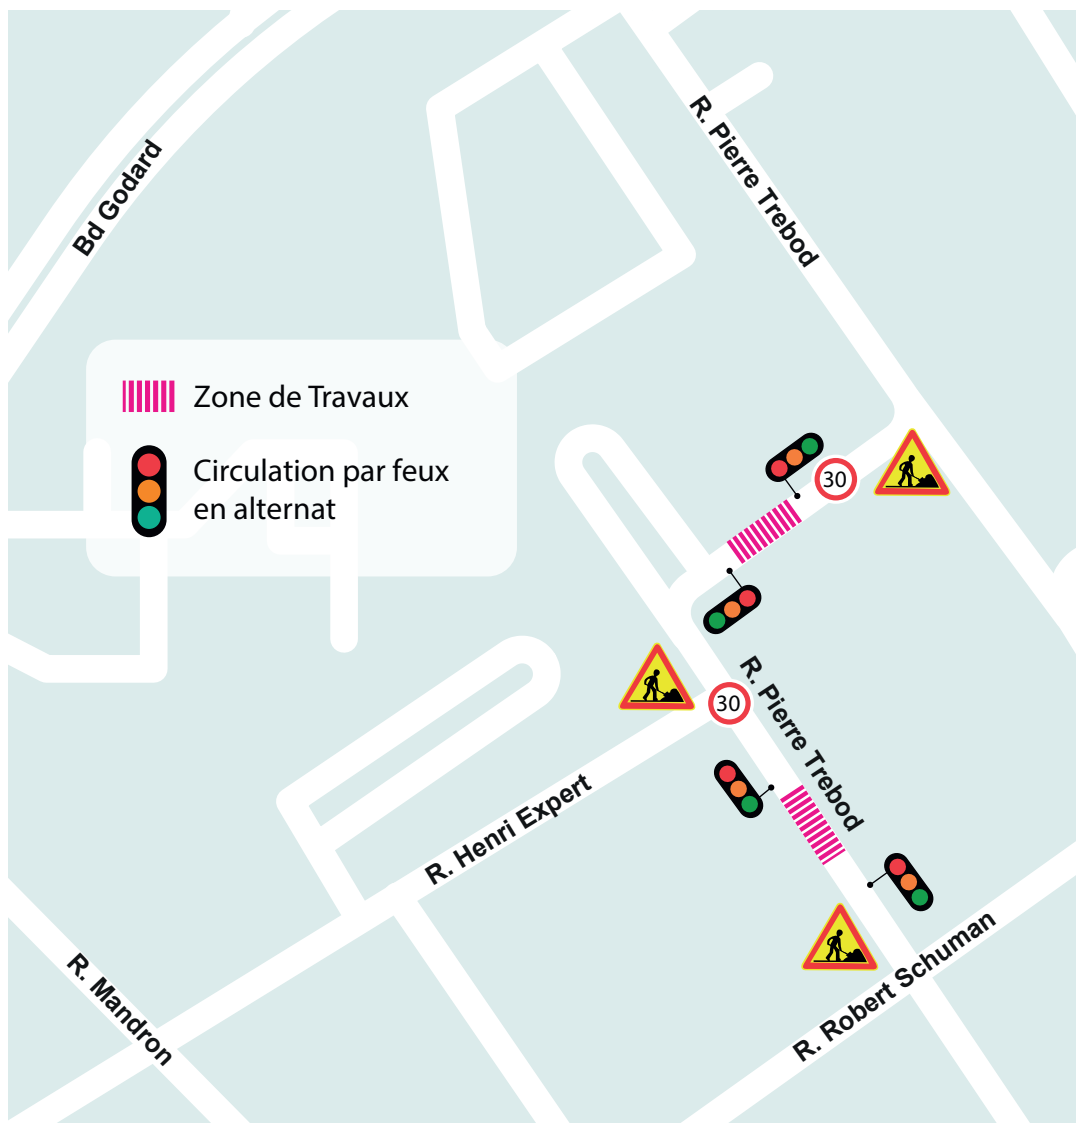 R. Pierre Trebod
Bd Godard
Zone de Travaux
Circulation par feux
en alternat
30
30
R. Pierre Trebod
R. Henri Expert
R. Robert Schuman
R. Mandron